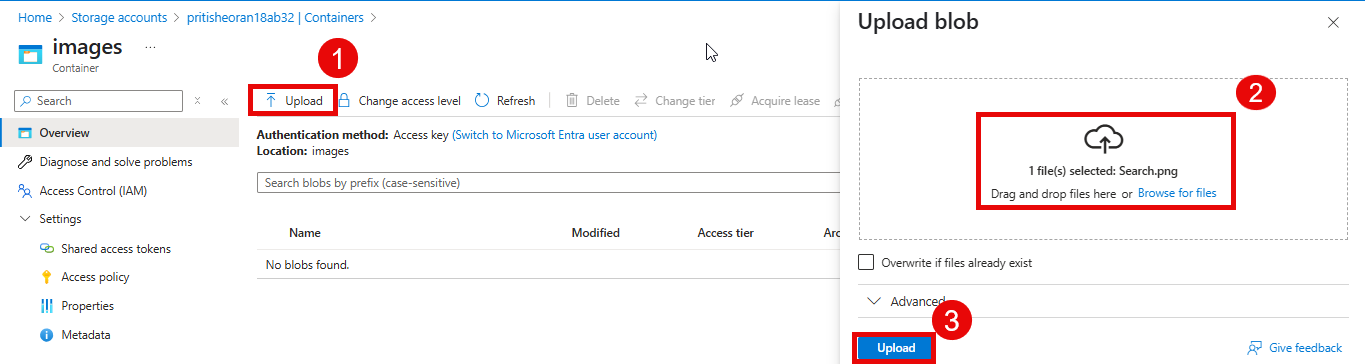 Home > Storage accounts > pritisheoran18ab32 | Containers >
images ...
Container
1
Search
Overview
Diagnose and solve problems
Access Control (IAM)
Settings
Shared access tokens
Access policy
Properties
Metadata
Upload Change access level Refresh Delete Change tier Acquire lease
Authentication method: Access key (Switch to Microsoft Entra user account)
Location: images
Search blobs by prefix (case-sensitive)
Name Modified Access tier
No blobs found.
Upload blob
2
1 file(s) selected: Search.png
Drag and drop files here or Browse for files
Overwrite if files already exist
Advanced
3
Upload Give feedback